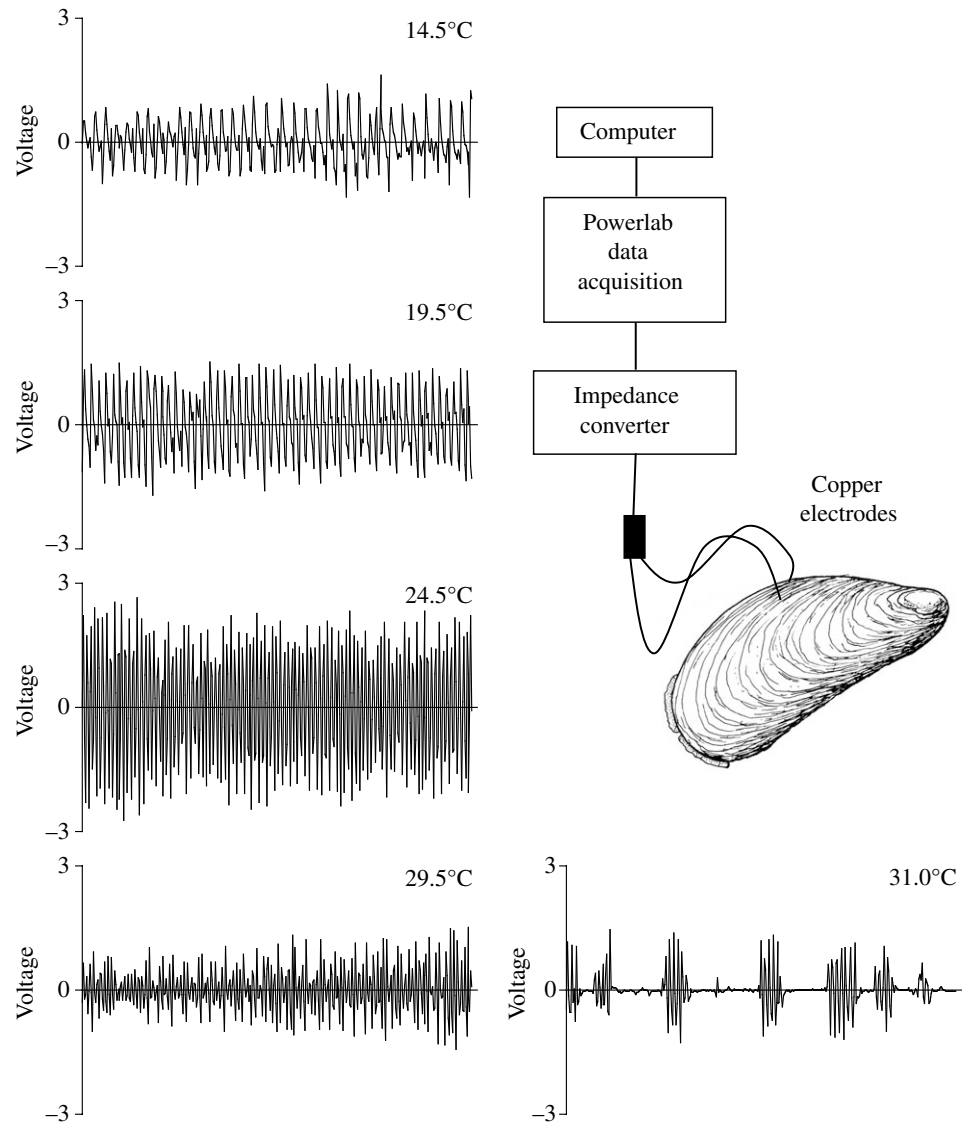 3
14.5°C
Voltage
0
–3
3
19.5°C
Voltage
0
–3
3
24.5°C
Voltage
0
–3
3
29.5°C
Voltage
0
–3
Computer
Powerlab
data
acquisition
Impedance
converter
Copper
electrodes
3
31.0°C
Voltage
0
–3